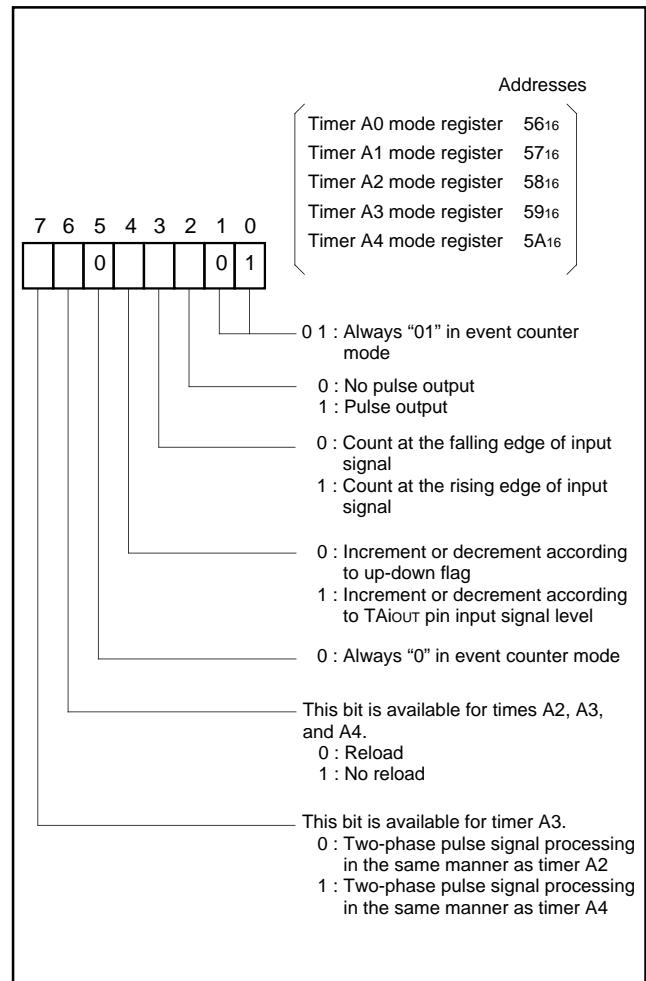 Addresses
Timer A0 mode register 5616
Timer A1 mode register 5716
Timer A2 mode register 5816
Timer A3 mode register 5916
Timer A4 mode register 5A16
7 6 5 4 3 2 1 0
0 0 1
0 1 : Always “01” in event counter
mode
0 : No pulse output
1 : Pulse output
0 : Count at the falling edge of input
signal
1 : Count at the rising edge of input
signal
0 : Increment or decrement according
to up-down flag
1 : Increment or decrement according
to TAiOUT pin input signal level
0 : Always “0” in event counter mode
This bit is available for times A2, A3,
and A4.
0 : Reload
1 : No reload
This bit is available for timer A3.
0 : Two-phase pulse signal processing
in the same manner as timer A2
1 : Two-phase pulse signal processing
in the same manner as timer A4